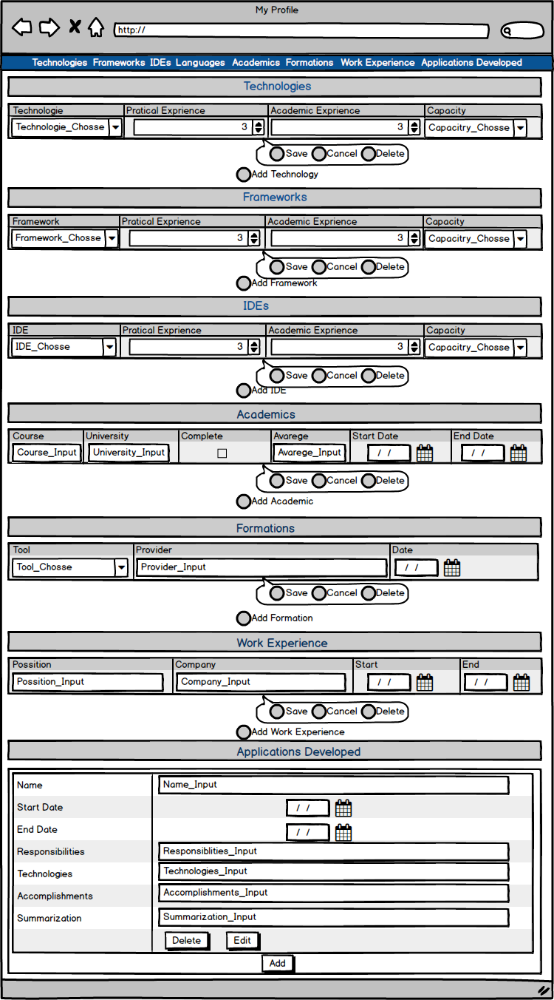 My Profile
http://
Technologies Frameworks IDEs Languages Academics Formations Work Experience Applications Developed
Technologies
Technologie Pratical Exprience Academic Exprience Capacity
Technologie_Chosse 3 3 Capacitry_Chosse
Save Cancel Delete
Add Technology
Frameworks
Framework Pratical Exprience Academic Exprience Capacity
Framework_Chosse 3 3 Capacitry_Chosse
Save Cancel Delete
Add Framework
IDEs
IDE Pratical Exprience Academic Exprience Capacity
IDE_Chosse 3 3 Capacitry_Chosse
Save Cancel Delete
Add IDE
Academics
Course University Complete Avarege Start Date End Date
Course_Input University_Input Avarege_Input / / / /
Save Cancel Delete
Add Academic
Formations
Tool Provider Date
Tool_Chosse Provider_Input / /
Save Cancel Delete
Add Formation
Work Experience
Possition Company Start End
Possition_Input Company_Input / / / /
Save Cancel Delete
Add Work Experience
Applications Developed
Name Name_Input
Start Date / /
End Date / /
Responsibilities Responsiblities_Input
Technologies Technologies_Input
Accomplishments Accomplishments_Input
Summarization Summarization_Input
Delete Edit
Add